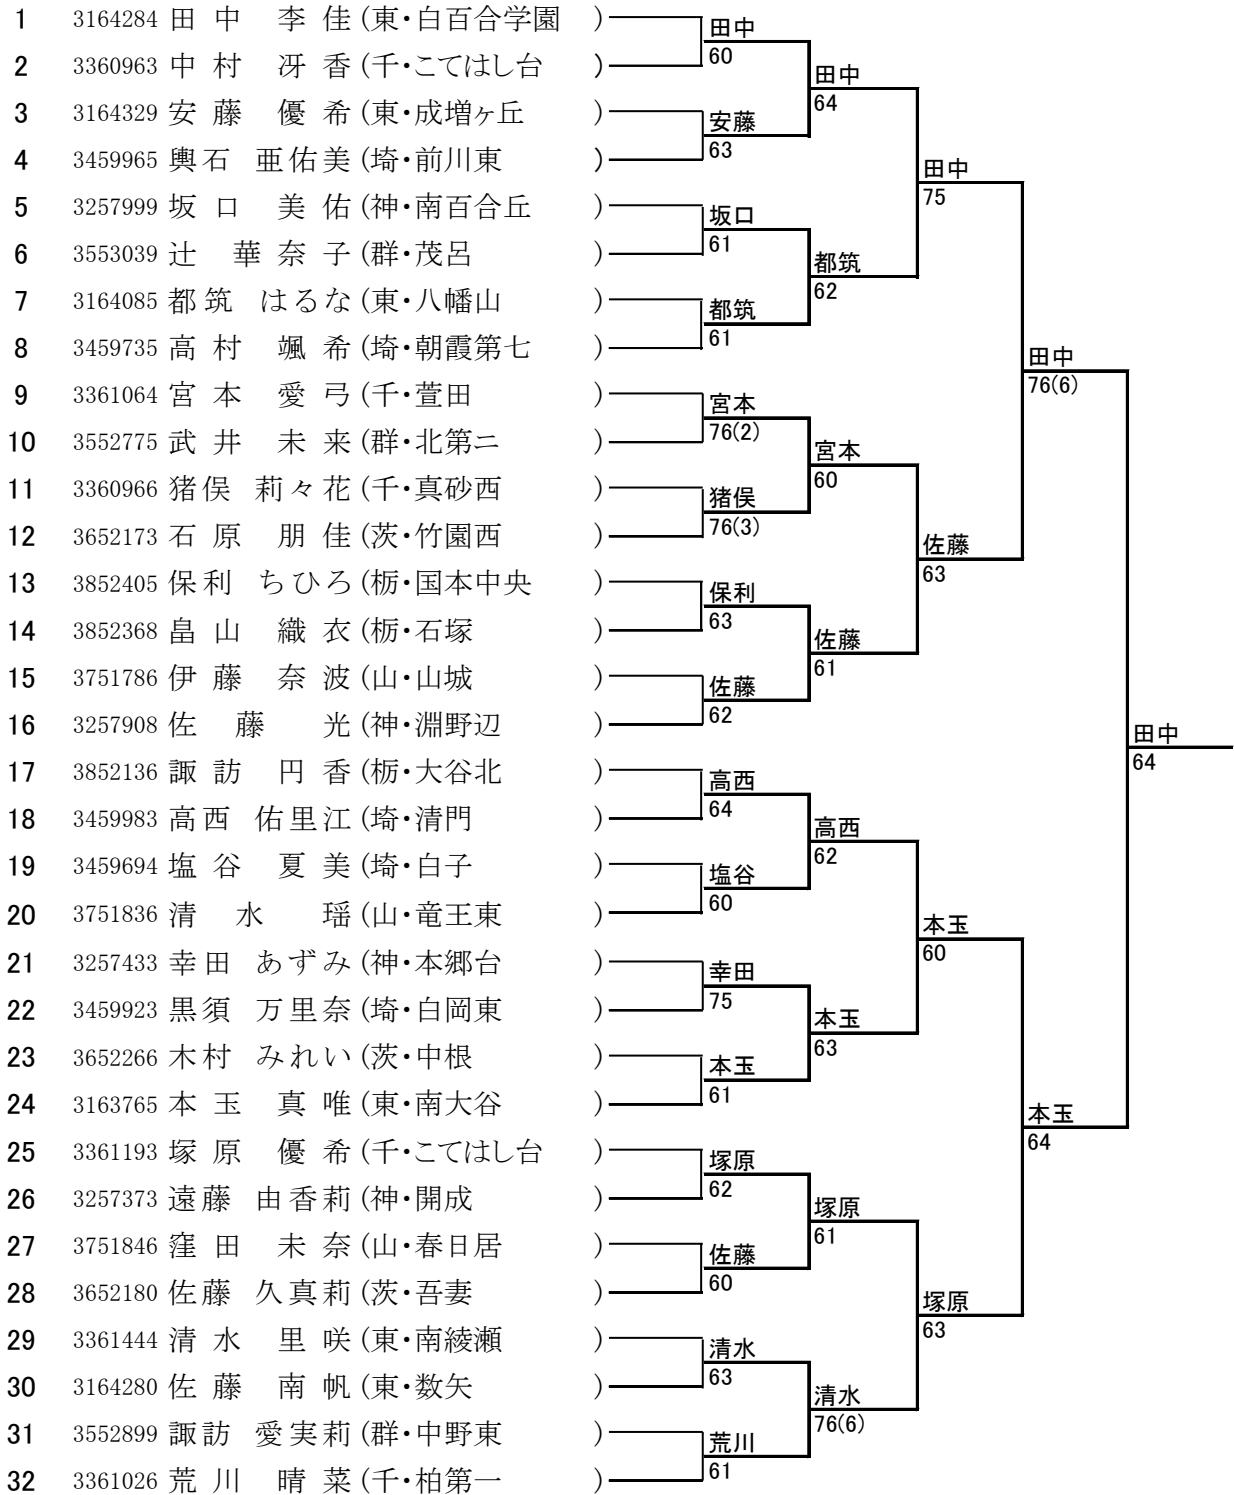 1 3164284 田中 李佳 (東・白百合学園 )
2 3360963 中村 冴香 (千・こてはし台 )
3 3164329 安藤 優希 (東・成増ヶ丘 )
4 3459965 輿石 亜佑美 (埼・前川東 )
5 3257999 坂口 美佑 (神・南百合丘 )
6 3553039 辻 華奈子 (群・茂呂 )
7 3164085 都筑 はるな (東・八幡山 )
8 3459735 高村 颯希 (埼・朝霞第七 )
9 3361064 宮本 愛弓 (千・萱田 )
10 3552775 武井 未来 (群・北第二 )
11 3360966 猪俣 莉々花 (千・真砂西 )
12 3652173 石原 朋佳 (茨・竹園西 )
13 3852405 保利 ちひろ (栃・国本中央 )
14 3852368 畠山 織衣 (栃・石塚 )
15 3751786 伊藤 奈波 (山・山城 )
16 3257908 佐藤 光 (神・淵野辺 )
17 3852136 諏訪 円香 (栃・大谷北 )
18 3459983 高西 佑里江 (埼・清門 )
19 3459694 塩谷 夏美 (埼・白子 )
20 3751836 清水 瑶 (山・竜王東 )
21 3257433 幸田 あずみ (神・本郷台 )
22 3459923 黒須 万里奈 (埼・白岡東 )
23 3652266 木村 みれい (茨・中根 )
24 3163765 本玉 真唯 (東・南大谷 )
25 3361193 塚原 優希 (千・こてはし台 )
26 3257373 遠藤 由香莉 (神・開成 )
27 3751846 窪田 未奈 (山・春日居 )
28 3652180 佐藤 久真莉 (茨・吾妻 )
29 3361444 清水 里咲 (東・南綾瀬 )
30 3164280 佐藤 南帆 (東・数矢 )
31 3552899 諏訪 愛実莉 (群・中野東 )
32 3361026 荒川 晴菜 (千・柏第一 )
田中
60
安藤
63
坂口
61
都筑
61
宮本
76(2)
猪俣
76(3)
保利
63
佐藤
62
高西
64
塩谷
60
幸田
75
本玉
61
塚原
62
佐藤
60
清水
63
荒川
61
田中
64
都筑
62
宮本
60
佐藤
61
高西
62
本玉
63
塚原
61
清水
76(6)
田中
75
佐藤
63
本玉
60
塚原
63
田中
76(6)
本玉
64
田中
64